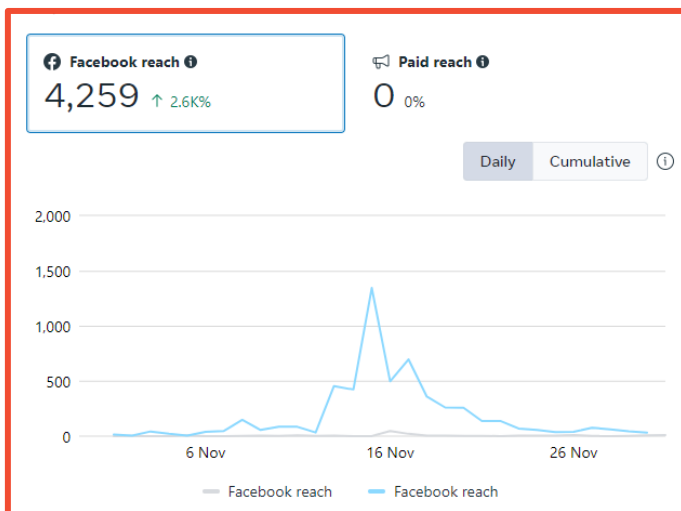 Facebook reach
4,259 ↑ 2.6K%
Paid reach
0 0%
Daily Cumulative
2,000
1,500
1,000
500
0
6 Nov 16 Nov 26 Nov
Facebook reach Facebook reach